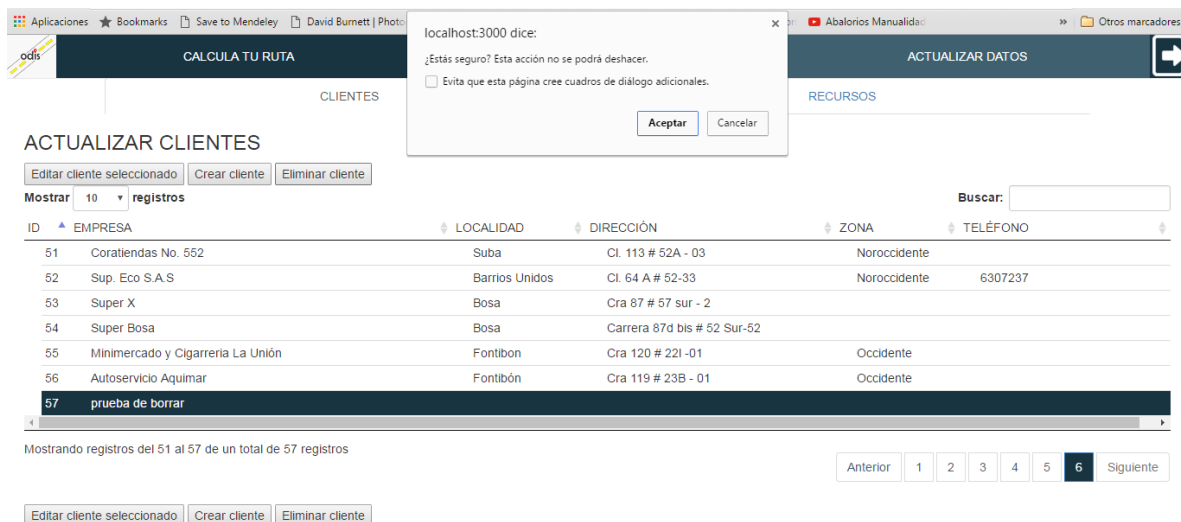 Aplicaciones Bookmarks Save to Mendeley David Burnett | Photo Abalorios Manualidad » Otros marcadores
localhost:3000 dice:
¿Estás seguro? Esta acción no se podrá deshacer.
Evita que esta página cree cuadros de diálogo adicionales.
Aceptar Cancelar
odis CALCULA TU RUTA ACTUALIZAR DATOS
CLIENTES RECURSOS
ACTUALIZAR CLIENTES
Editar cliente seleccionado Crear cliente Eliminar cliente
Mostrar 10 registros Buscar:
ID EMPRESA LOCALIDAD DIRECCIÓN ZONA TELÉFONO
51 Coratiendas No. 552 Suba Cl. 113 # 52A - 03 Noroccidente
52 Sup. Eco S.A.S Barrios Unidos Cl. 64 A # 52-33 Noroccidente 6307237
53 Super X Bosa Cra 87 # 57 sur - 2
54 Super Bosa Bosa Carrera 87d bis # 52 Sur-52
55 Minimercado y Cigarreria La Unión Fontibon Cra 120 # 22I -01 Occidente
56 Autoservicio Aquimar Fontibón Cra 119 # 23B - 01 Occidente
57 prueba de borrar
Mostrando registros del 51 al 57 de un total de 57 registros
Anterior 1 2 3 4 5 6 Siguiente
Editar cliente seleccionado Crear cliente Eliminar cliente